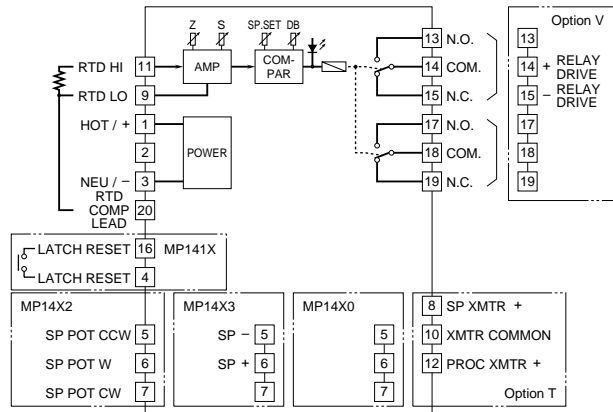 Z S SP.SET DB
RTD HI 11 AMP COM-
PAR
RTD LO 9
HOT / + 1
2 POWER
NEU / − 3
RTD
COMP 20
LEAD
13 N.O.
14 COM.
15 N.C.
17 N.O.
18 COM.
19 N.C.
Option V
13
14 + RELAY
DRIVE
15 − RELAY
DRIVE
17
18
19
LATCH RESET 16 MP141X
LATCH RESET 4
MP14X2
SP POT CCW 5
SP POT W 6
SP POT CW 7
MP14X3
SP − 5
SP + 6
7
MP14X0
5
6
7
8 SP XMTR +
10 XMTR COMMON
12 PROC XMTR +
Option T